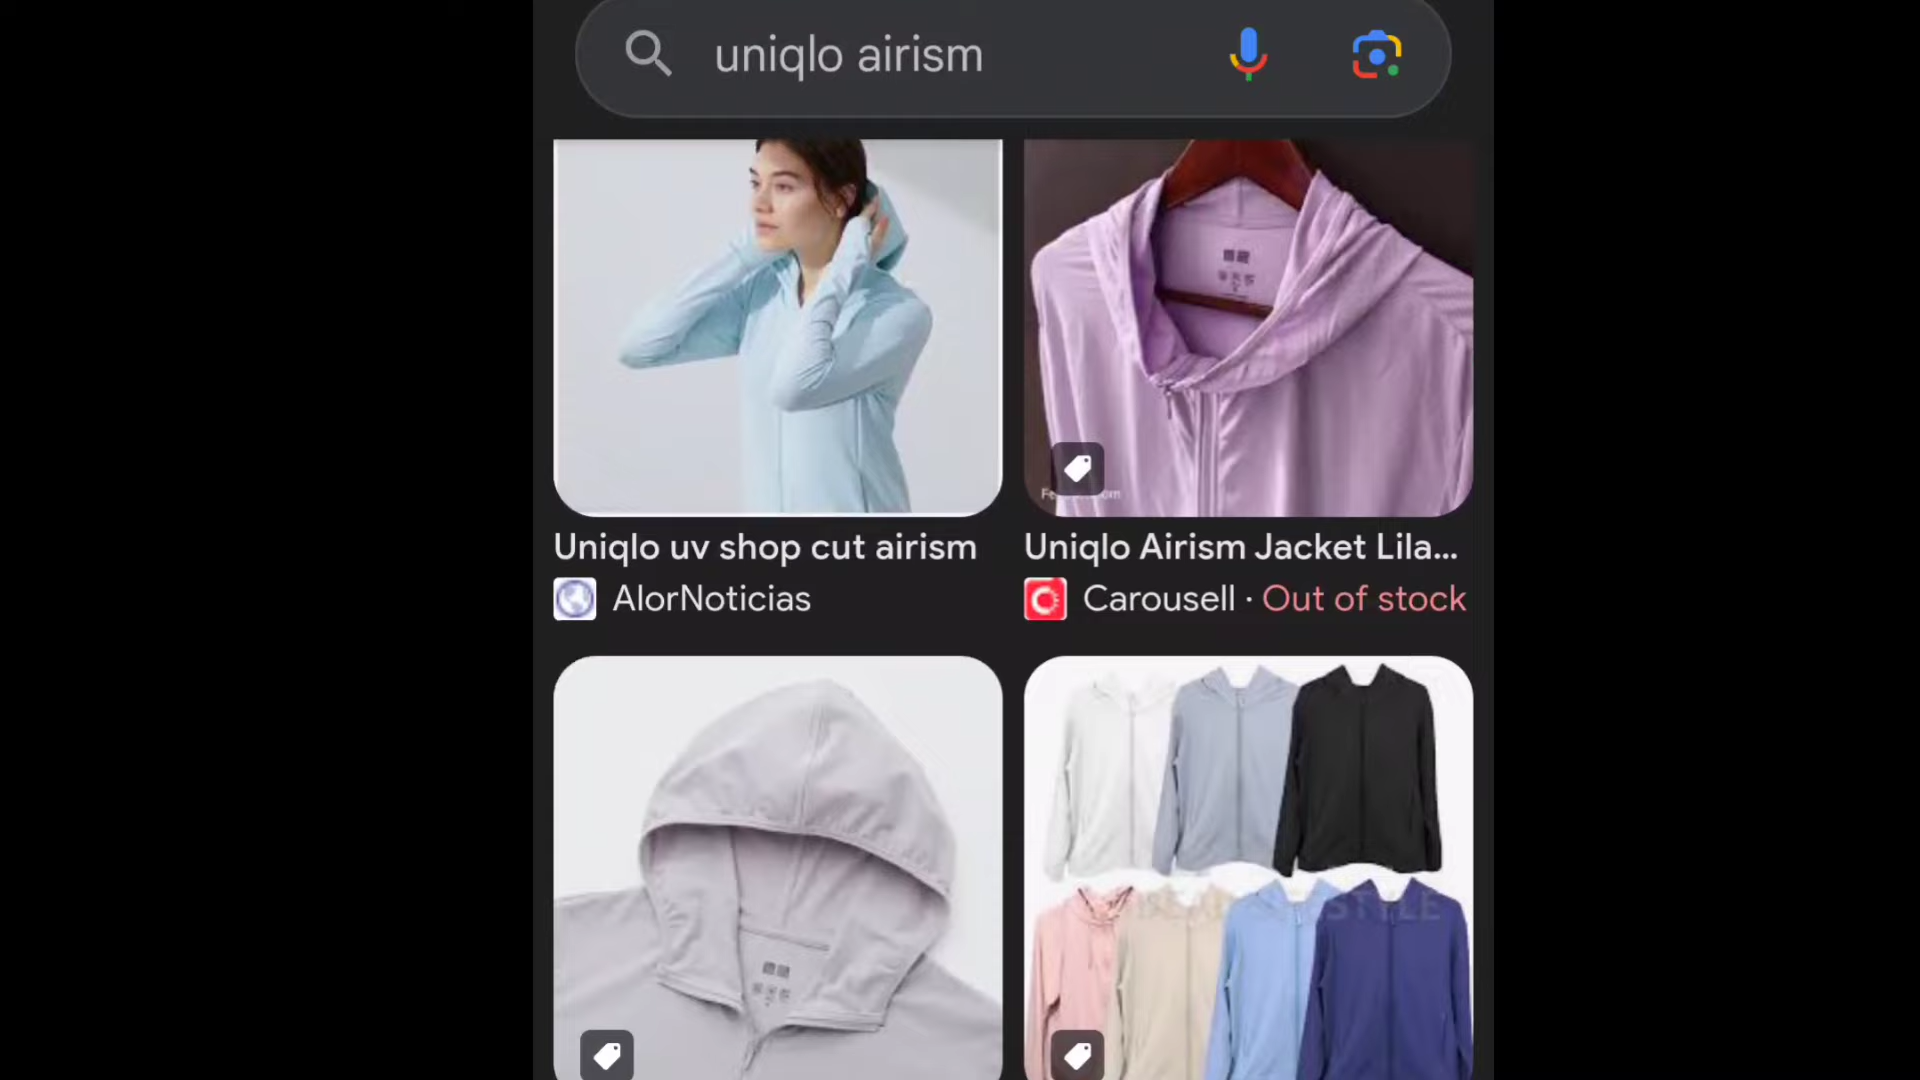 uniqlo airism
Uniqlo uv shop cut airism
AlorNoticias
Uniqlo Airism Jacket Lila...
Carousell · Out of stock